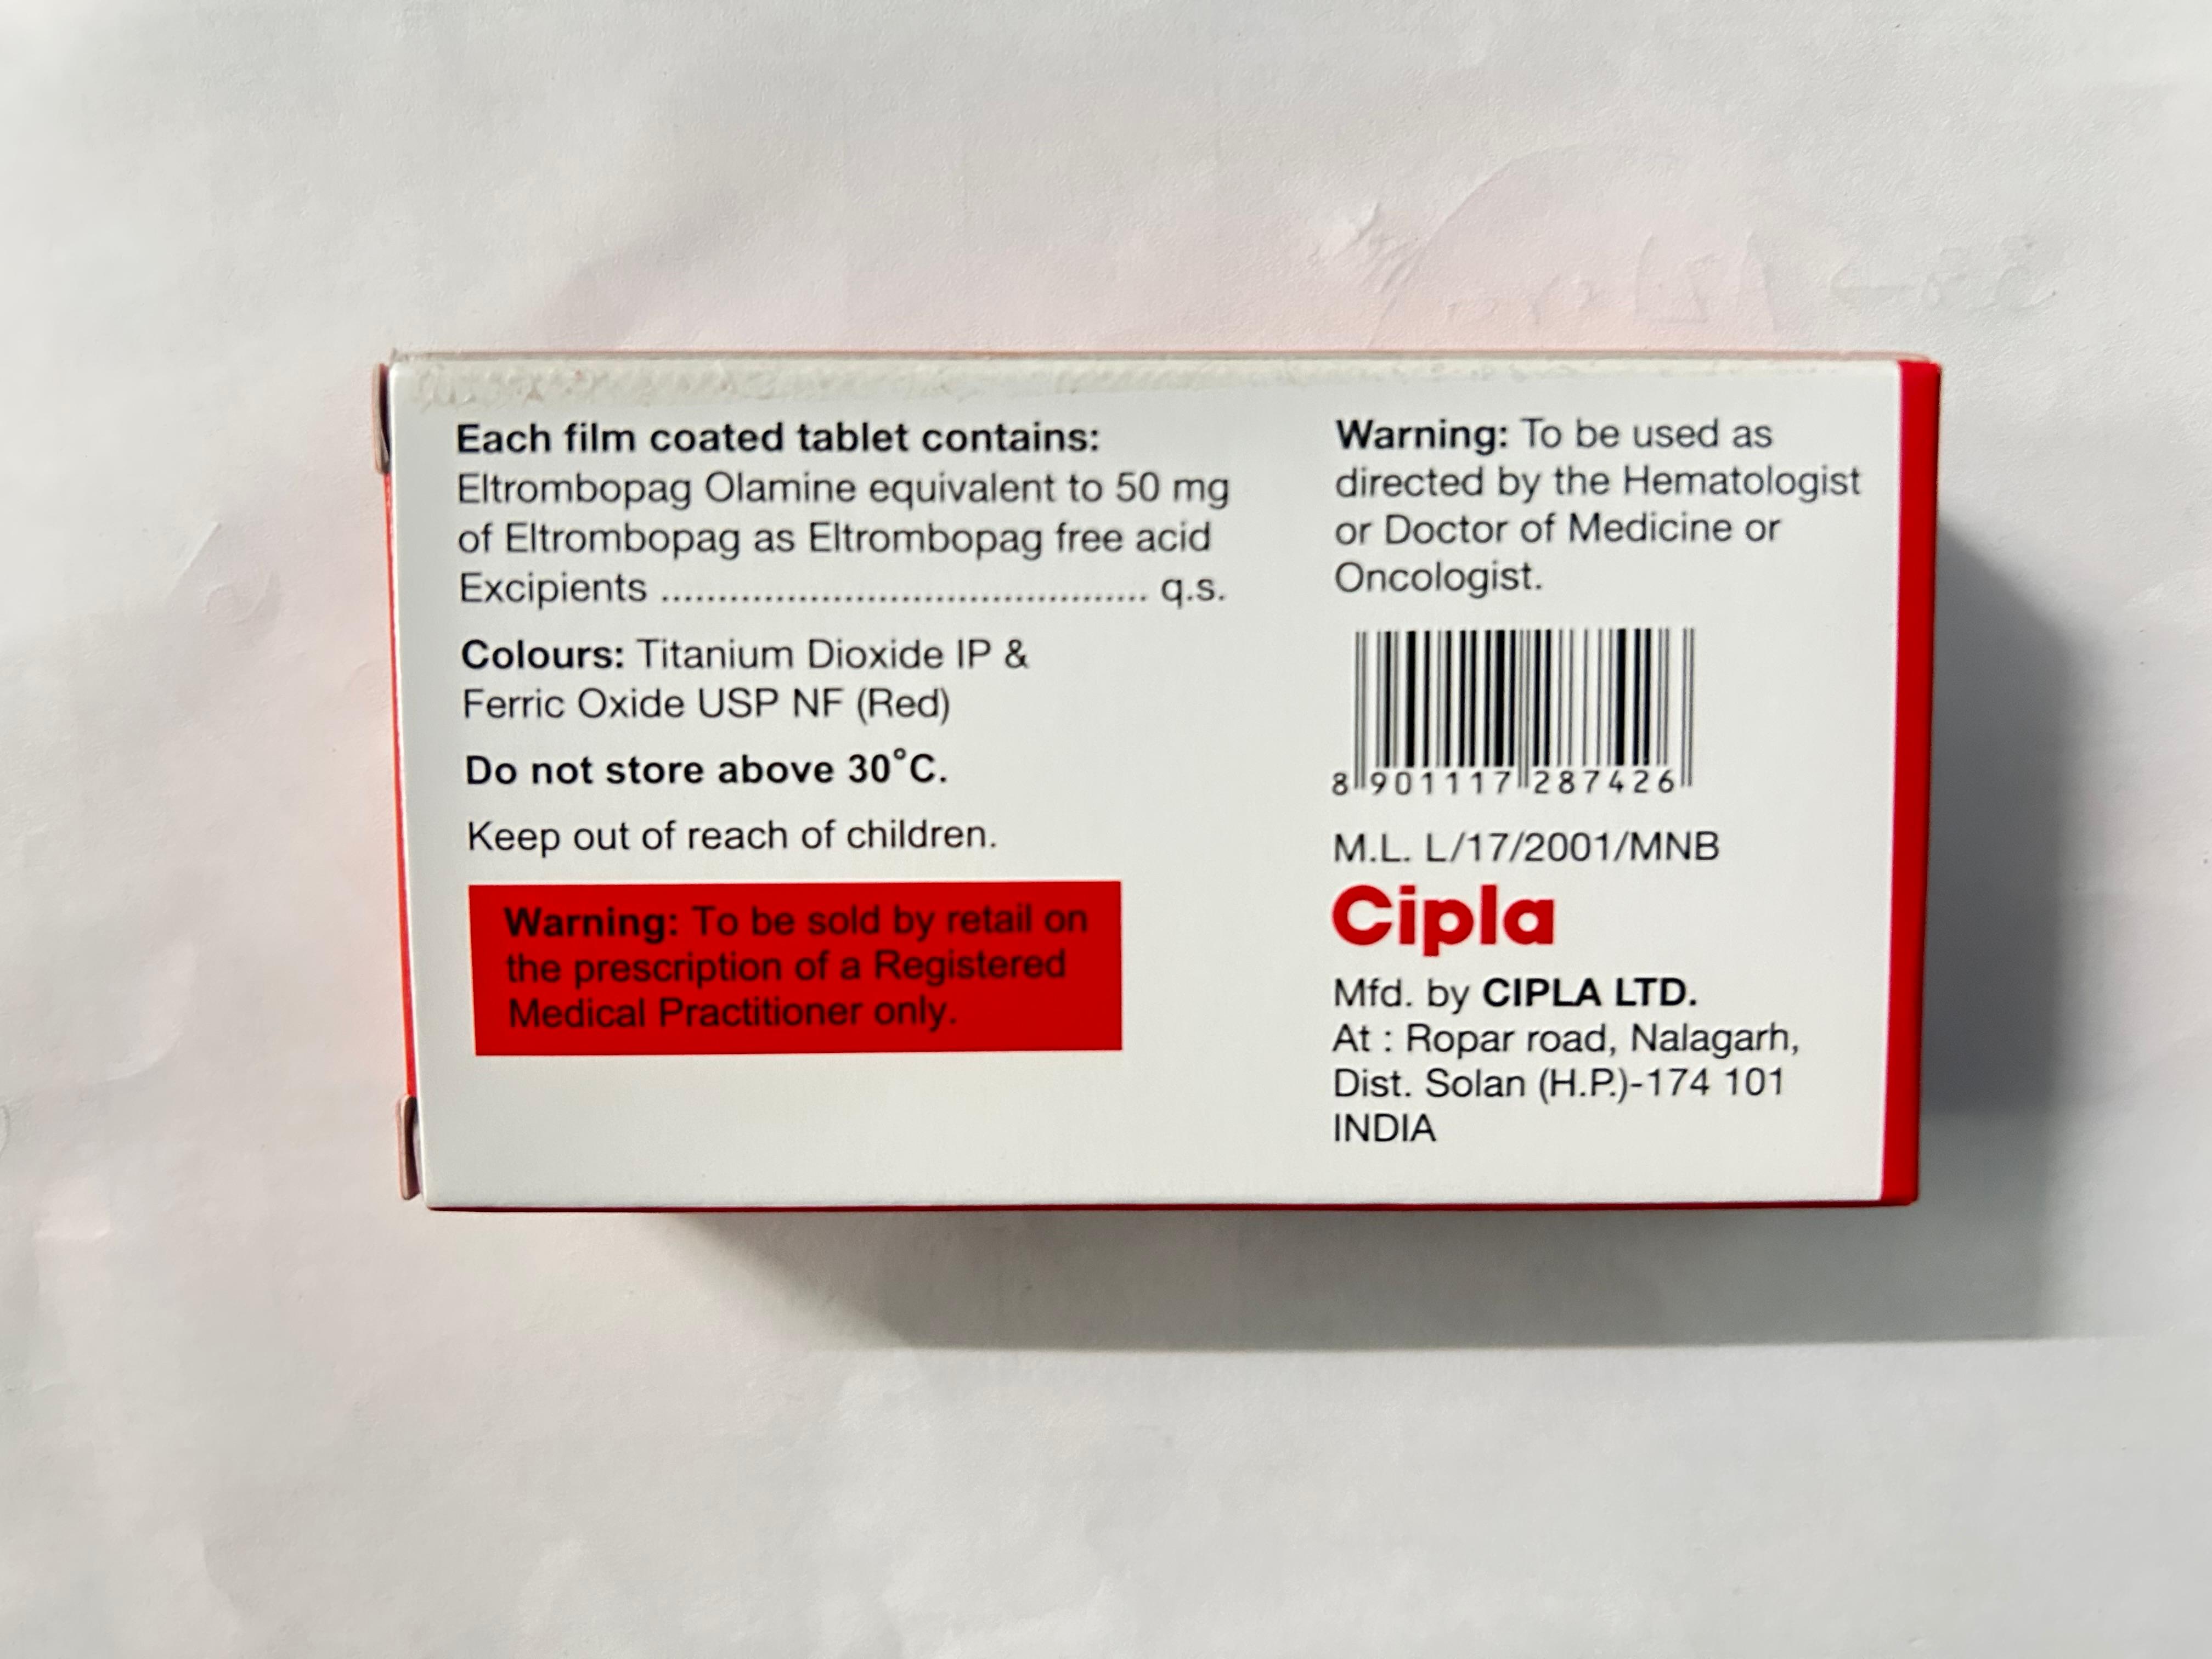 Each film coated tablet contains:
Eltrombopag Olamine equivalent to 50 mg
of Eltrombopag as Eltrombopag free acid
Excipients .......................................... q.s.
Colours: Titanium Dioxide IP &
Ferric Oxide USP NF (Red)
Do not store above 30°C.
Keep out of reach of children.
Warning: To be sold by retail on
the prescription of a Registered
Medical Practitioner only.
Warning: To be used as
directed by the Hematologist
or Doctor of Medicine or
Oncologist.
8 901117 287426
M.L. L/17/2001/MNB
Cipla
Mfd. by CIPLA LTD.
At : Ropar road, Nalagarh,
Dist. Solan (H.P.)-174 101
INDIA